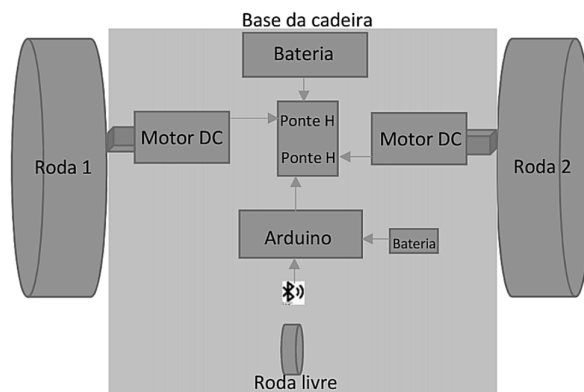 Base da cadeira
Bateria
Ponte H
Motor DC
Motor DC
Roda 1
Ponte H
Roda 2
Arduino
Bateria
Roda livre